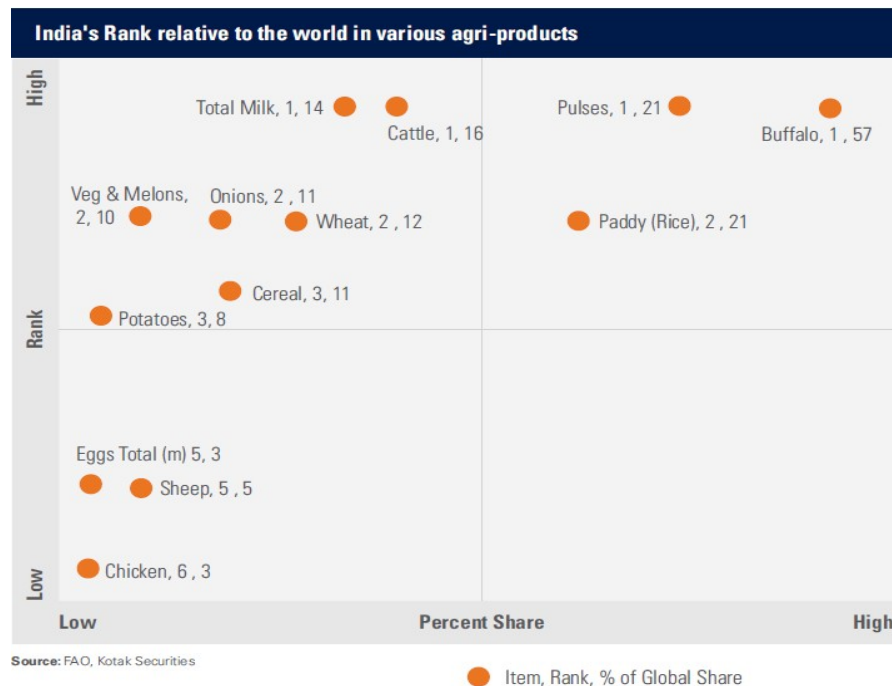 India's Rank relative to the world in various agri-products
High
Total Milk, 1, 14
Cattle, 1, 16
Pulses, 1 , 21
Buffalo, 1 , 57
Veg & Melons,
2, 10
Onions, 2 , 11
Wheat, 2 , 12
Paddy (Rice), 2 , 21
Cereal, 3, 11
Potatoes, 3, 8
Rank
Eggs Total (m) 5, 3
Sheep, 5 , 5
Chicken, 6 , 3
Low
Low
Percent Share
High
Source: FAO, Kotak Securities
Item, Rank, % of Global Share